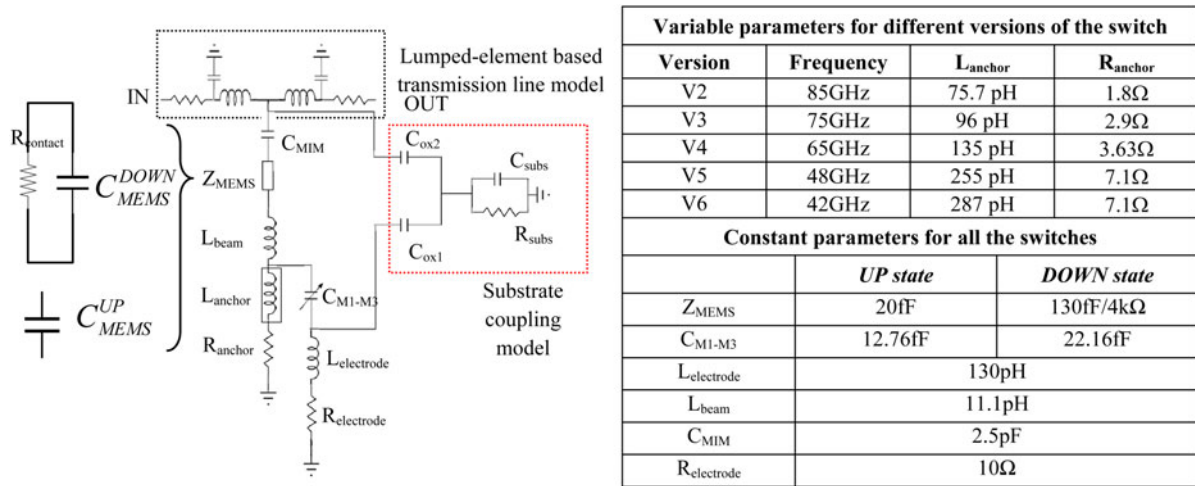 Lumped-element based
transmission line model
IN
OUT
R_contact
C_MEMS^DOWN
C_MEMS^UP
C_MIM
Z_MEMS
L_beam
L_anchor
R_anchor
C_M1-M3
L_electrode
R_electrode
C_ox2
C_ox1
C_subs
R_subs
Substrate
coupling
model
Variable parameters for different versions of the switch
Version Frequency L_anchor R_anchor
V2 85GHz 75.7 pH 1.8Ω
V3 75GHz 96 pH 2.9Ω
V4 65GHz 135 pH 3.63Ω
V5 48GHz 255 pH 7.1Ω
V6 42GHz 287 pH 7.1Ω
Constant parameters for all the switches
UP state DOWN state
Z_MEMS 20fF 130fF/4kΩ
C_M1-M3 12.76fF 22.16fF
L_electrode 130pH
L_beam 11.1pH
C_MIM 2.5pF
R_electrode 10Ω